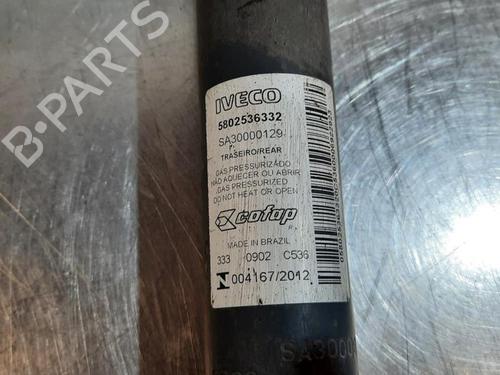 B-PARTS
IVECO
5802536332
SA30000129
TRASEIRO/REAR
GAS PRESSURIZADO
NÃO AQUECER OU ABRIR
GAS PRESSURIZED
DO NOT HEAT OR OPEN
cofap
MADE IN BRAZIL
333 0902 C536
N 004167/2012
SA3000